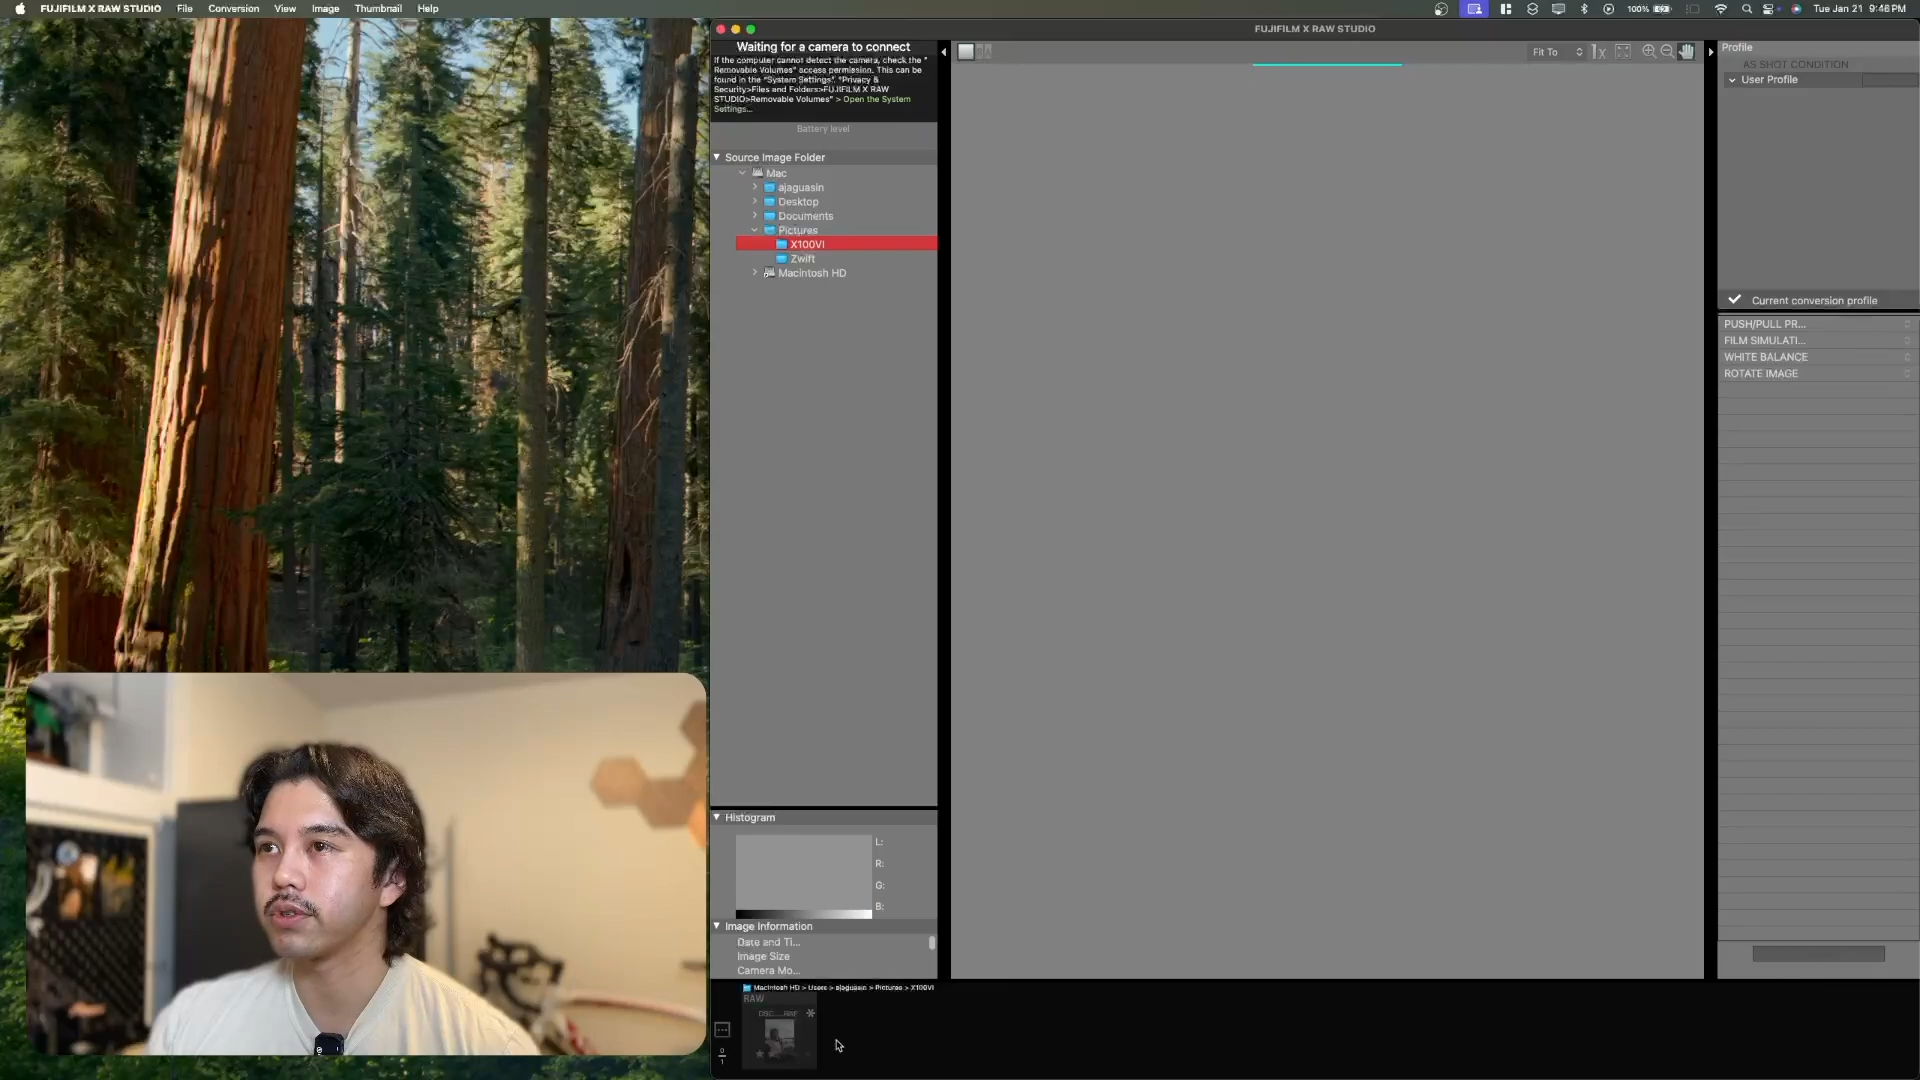 FUJIFILM X RAW STUDIO File Conversion View Image Thumbnail Help
100% Tue Jan 21 9:46PM
FUJIFILM X RAW STUDIO
Waiting for a camera to connect
If the computer cannot detect the camera, check the "
Removable Volumes" access permission. This can be
found in the "System Settings". "Privacy &
Security>Files and Folders>FUJIFILM X RAW
STUDIO>Removable Volumes" > Open the System
Settings...
Battery level
Source Image Folder
Mac
ajaguasin
Desktop
Documents
Pictures
X100VI
Zwift
Macintosh HD
Histogram
L:
R:
G:
B:
Image Information
Date and Ti...
Image Size
Camera Mo...
Fit To
Profile
AS SHOT CONDITION
User Profile
Current conversion profile
PUSH/PULL PR...
FILM SIMULATI...
WHITE BALANCE
ROTATE IMAGE
Macintosh HD > Users > ajaguasin > Pictures > X100VI
RAW
DSC....RAF
0
1